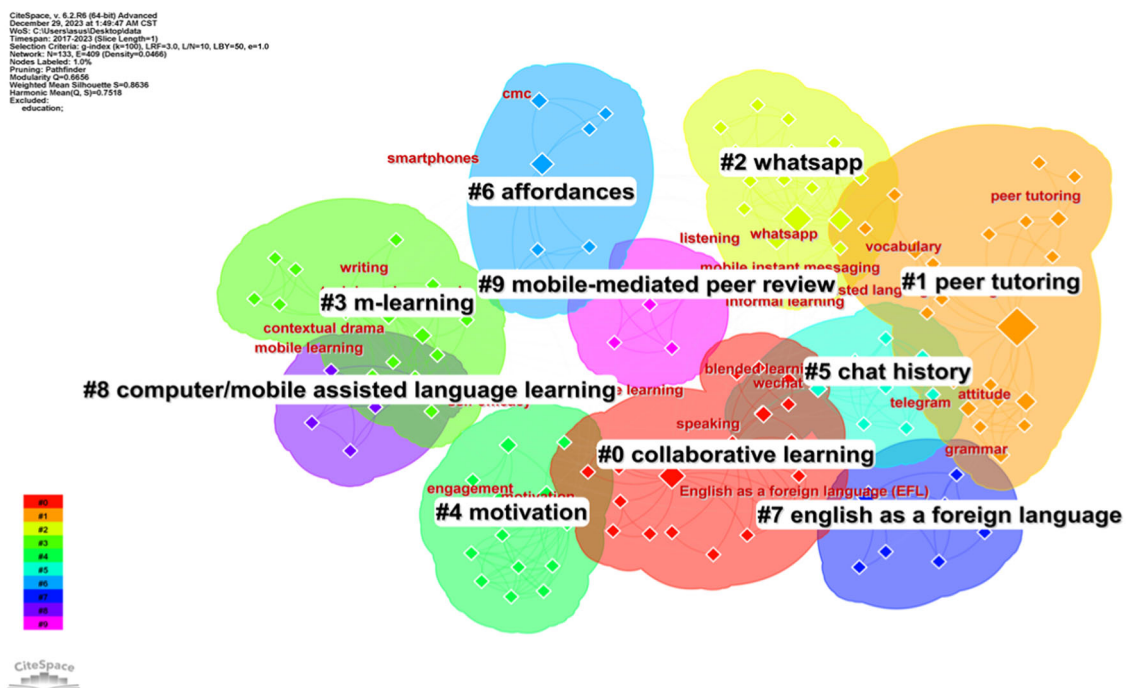 CiteSpace, v. 6.2.R6 (64-bit) Advanced
December 29, 2023 at 1:49:47 AM CST
WoS: C:\Users\asus\Desktop\data
Timespan: 2017-2023 (Slice Length=1)
Selection Criteria: g-index (k=100), LRF=3.0, L/N=10, LBY=50, e=1.0
Network: N=133, E=409 (Density=0.0466)
Nodes Labeled: 1.0%
Pruning: Pathfinder
Modularity Q=0.6656
Weighted Mean Silhouette S=0.8636
Harmonic Mean(Q, S)=0.7518
Excluded:
education;
cmc
smartphones
#6 affordances
#2 whatsapp
peer tutoring
listening
whatsapp
vocabulary
writing
mobile instant messaging
#9 mobile-mediated peer review
#1 peer tutoring
#3 m-learning
informal learning
contextual drama
mobile learning
blended
#5 chat history
wechat
#8 computer/mobile assisted language learning
learning
attitude
telegram
speaking
grammar
#0 collaborative learning
engagement
motivation
English as a foreign language (EFL)
#4 motivation
#7 english as a foreign language
#0
#1
#2
#3
#4
#5
#6
#7
#8
#9
CiteSpace